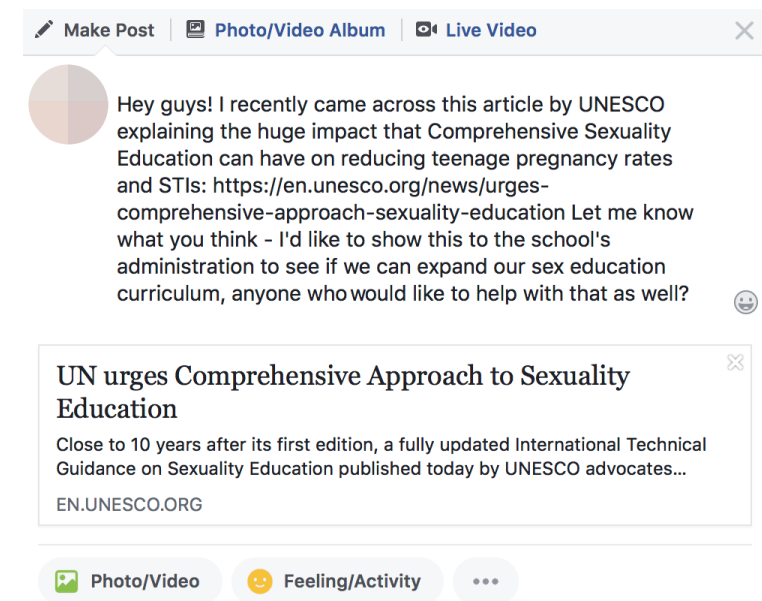 Make Post Photo/Video Album Live Video
Hey guys! I recently came across this article by UNESCO
explaining the huge impact that Comprehensive Sexuality
Education can have on reducing teenage pregnancy rates
and STIs: https://en.unesco.org/news/urges-
comprehensive-approach-sexuality-education Let me know
what you think - I'd like to show this to the school's
administration to see if we can expand our sex education
curriculum, anyone who would like to help with that as well?
UN urges Comprehensive Approach to Sexuality
Education
Close to 10 years after its first edition, a fully updated International Technical
Guidance on Sexuality Education published today by UNESCO advocates...
EN.UNESCO.ORG
Photo/Video Feeling/Activity